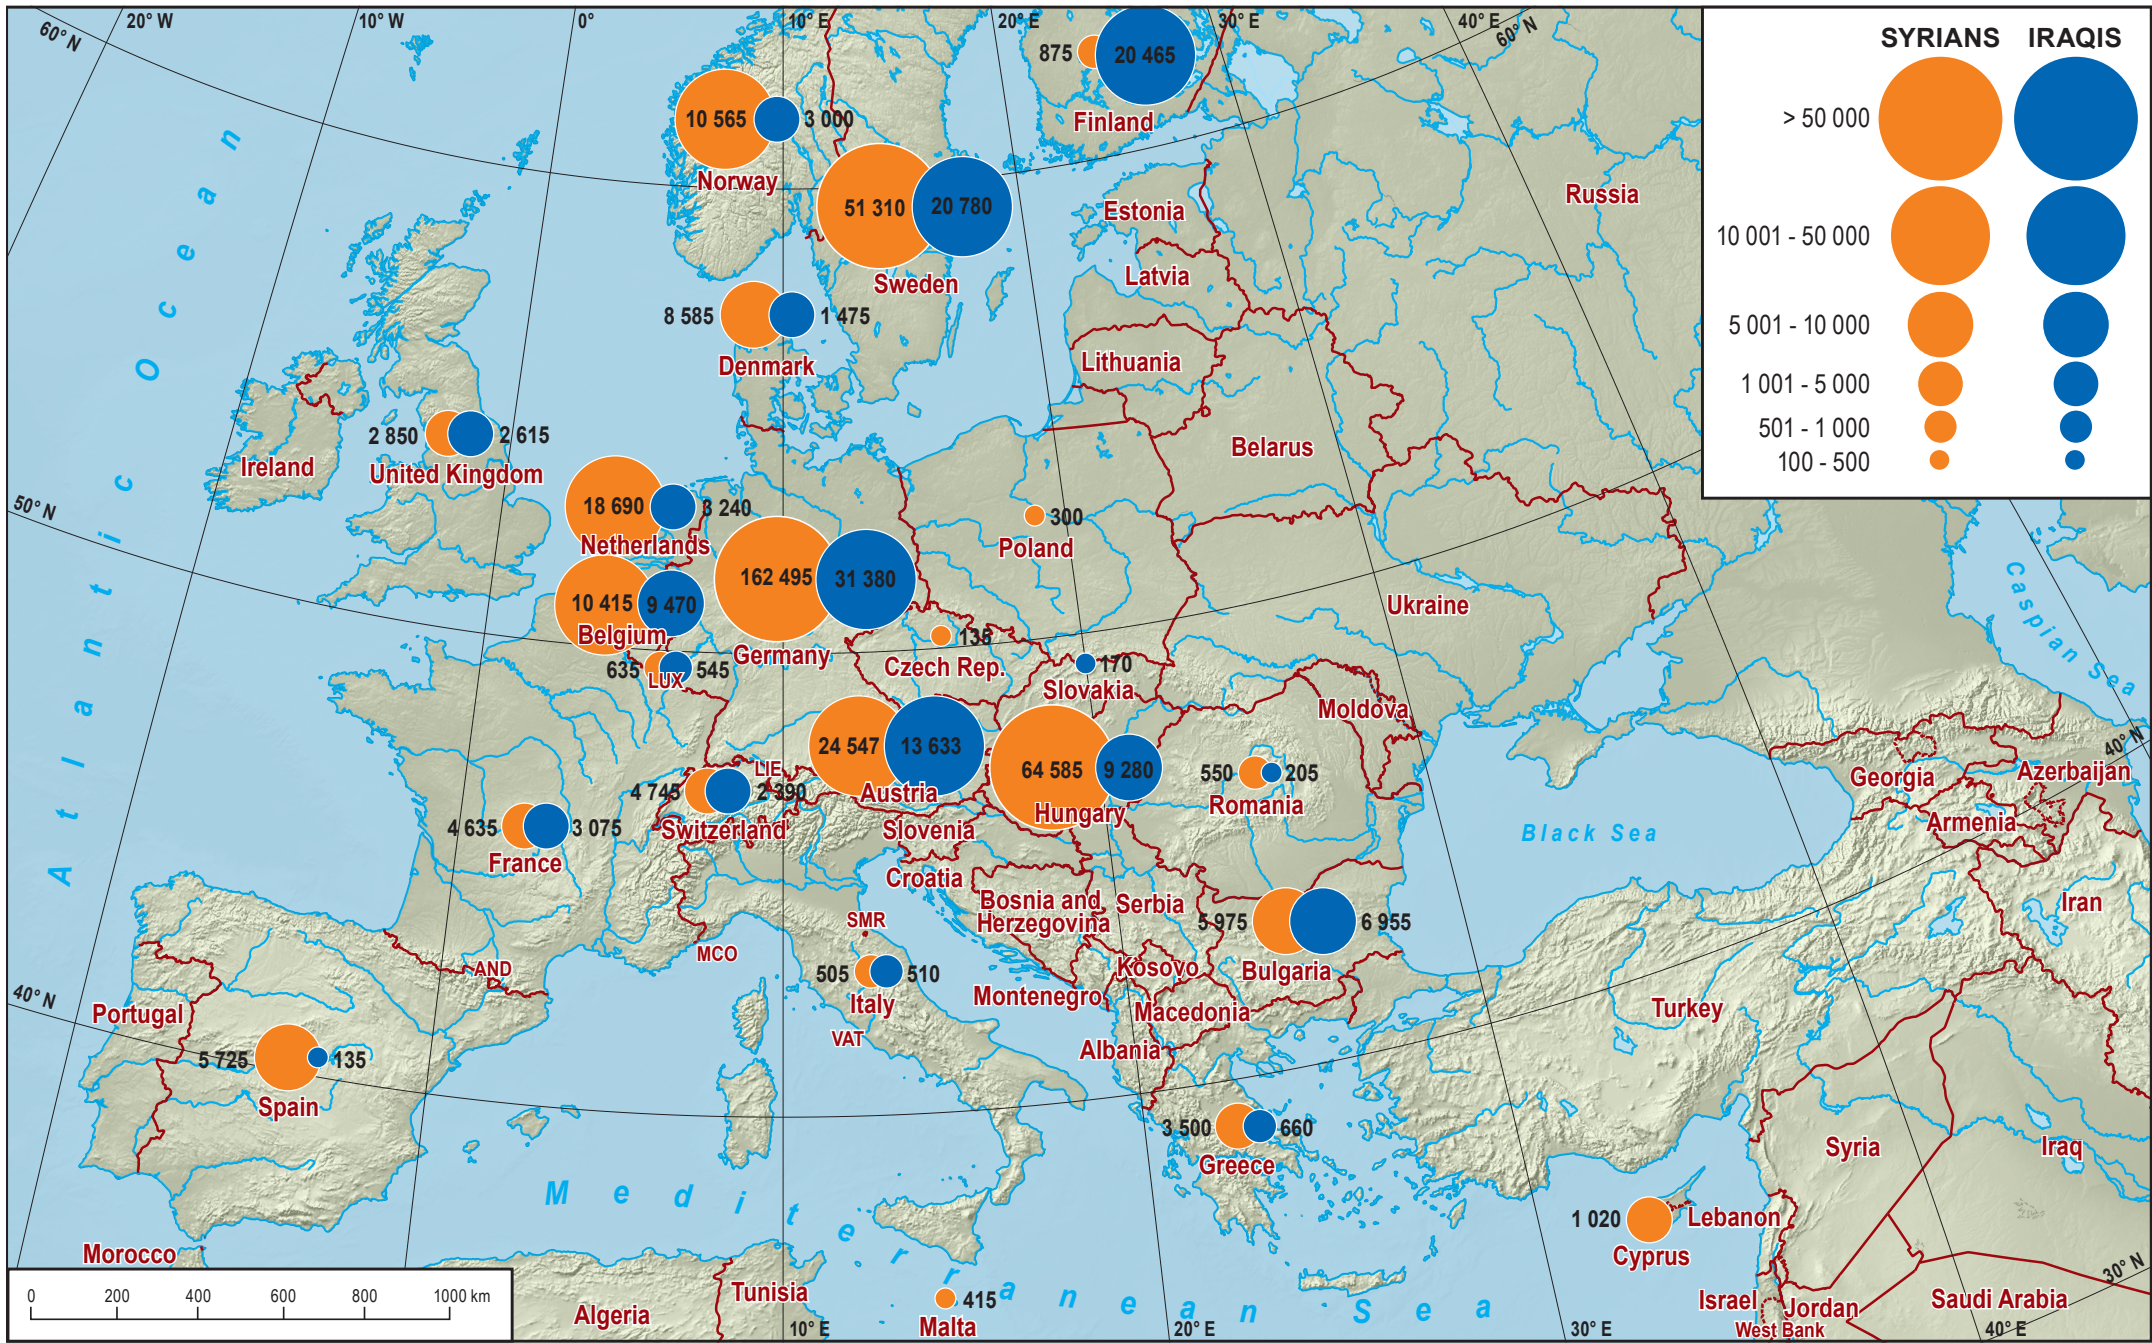 20° W
10° W
0°
10° E
20° E
30° E
40° E
60° N
60° N
SYRIANS
IRAQIS
> 50 000
10 001 - 50 000
5 001 - 10 000
1 001 - 5 000
501 - 1 000
100 - 500
875
20 465
Finland
10 565
3 000
Norway
51 310
20 780
Sweden
Estonia
Russia
Latvia
8 585
1 475
Denmark
Lithuania
2 850
2 615
United Kingdom
Ireland
Belarus
Atlantic Ocean
50° N
18 690
3 240
Netherlands
300
Poland
162 495
31 380
Germany
10 415
9 470
Belgium
Ukraine
Caspian Sea
635
545
LUX
135
Czech Rep.
170
Slovakia
Moldova
24 547
13 633
Austria
64 585
9 280
Hungary
550
205
Romania
LIE
4 745
2 390
Switzerland
4 635
3 075
France
Slovenia
Croatia
Bosnia and
Herzegovina
Serbia
Black Sea
40° N
Georgia
Azerbaijan
Armenia
Iran
SMR
MCO
AND
5 975
6 955
Bulgaria
Kosovo
Montenegro
Macedonia
Albania
505
510
Italy
VAT
40° N
Portugal
5 725
135
Spain
Turkey
3 500
660
Greece
Syria
Iraq
1 020
Cyprus
Lebanon
Mediterranean Sea
Morocco
Algeria
Tunisia
415
Malta
Israel
Jordan
West Bank
Saudi Arabia
30° N
0
200
400
600
800
1000 km
10° E
20° E
30° E
40° E